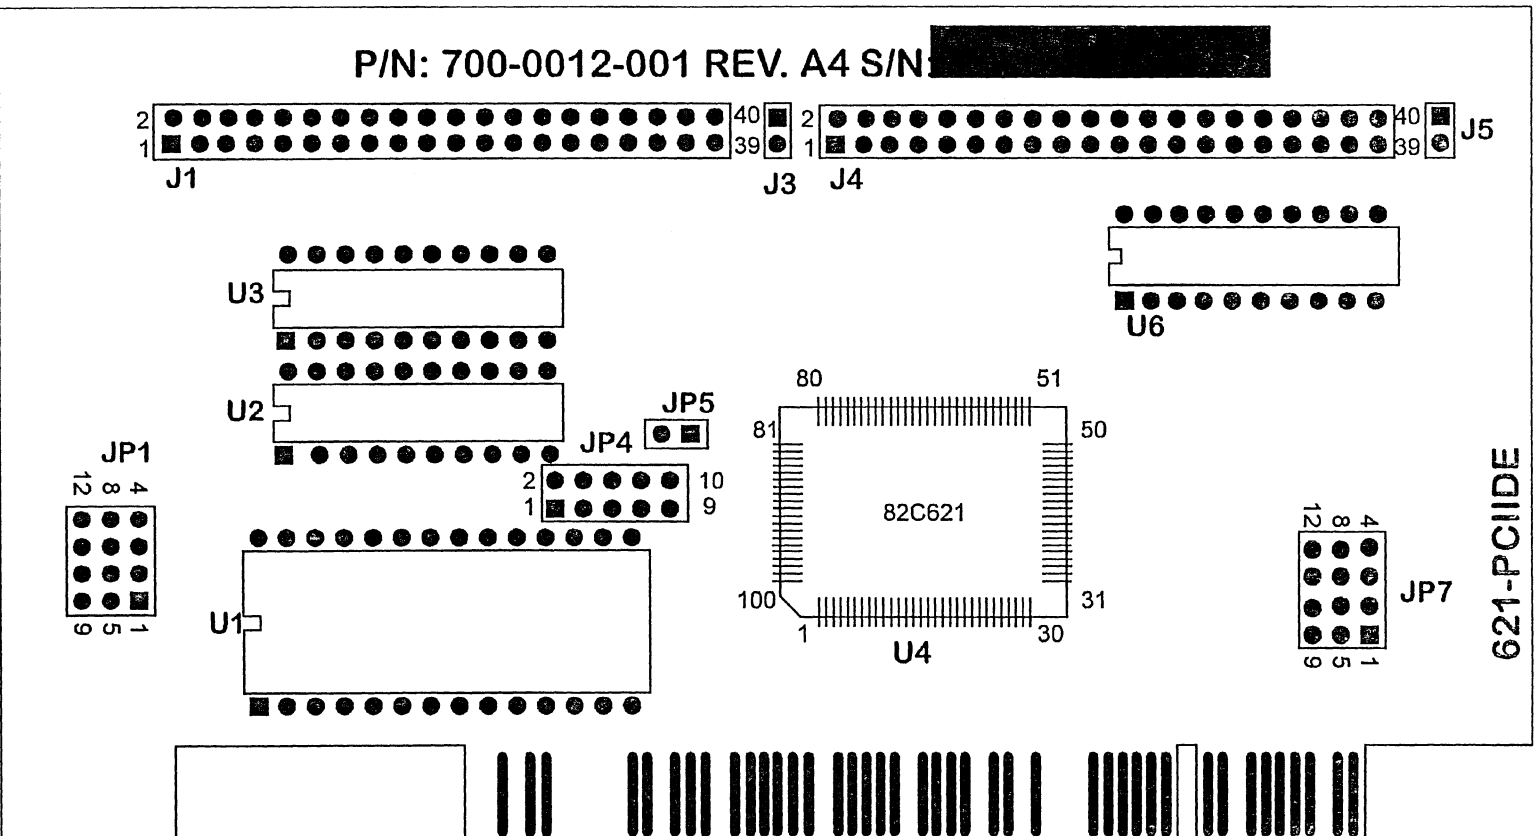 P/N: 700-0012-001 REV. A4 S/N:
2 40 2 40
1 39 1 39
J1 J3 J4 J5
U3
U6
U2
JP5
JP4
2 10
1 9
JP1
12 8 4
9 5 1
U1
80 51
81 50
82C621
100 31
1 30
U4
12 8 4
9 5 1
JP7
621-PCIIDE